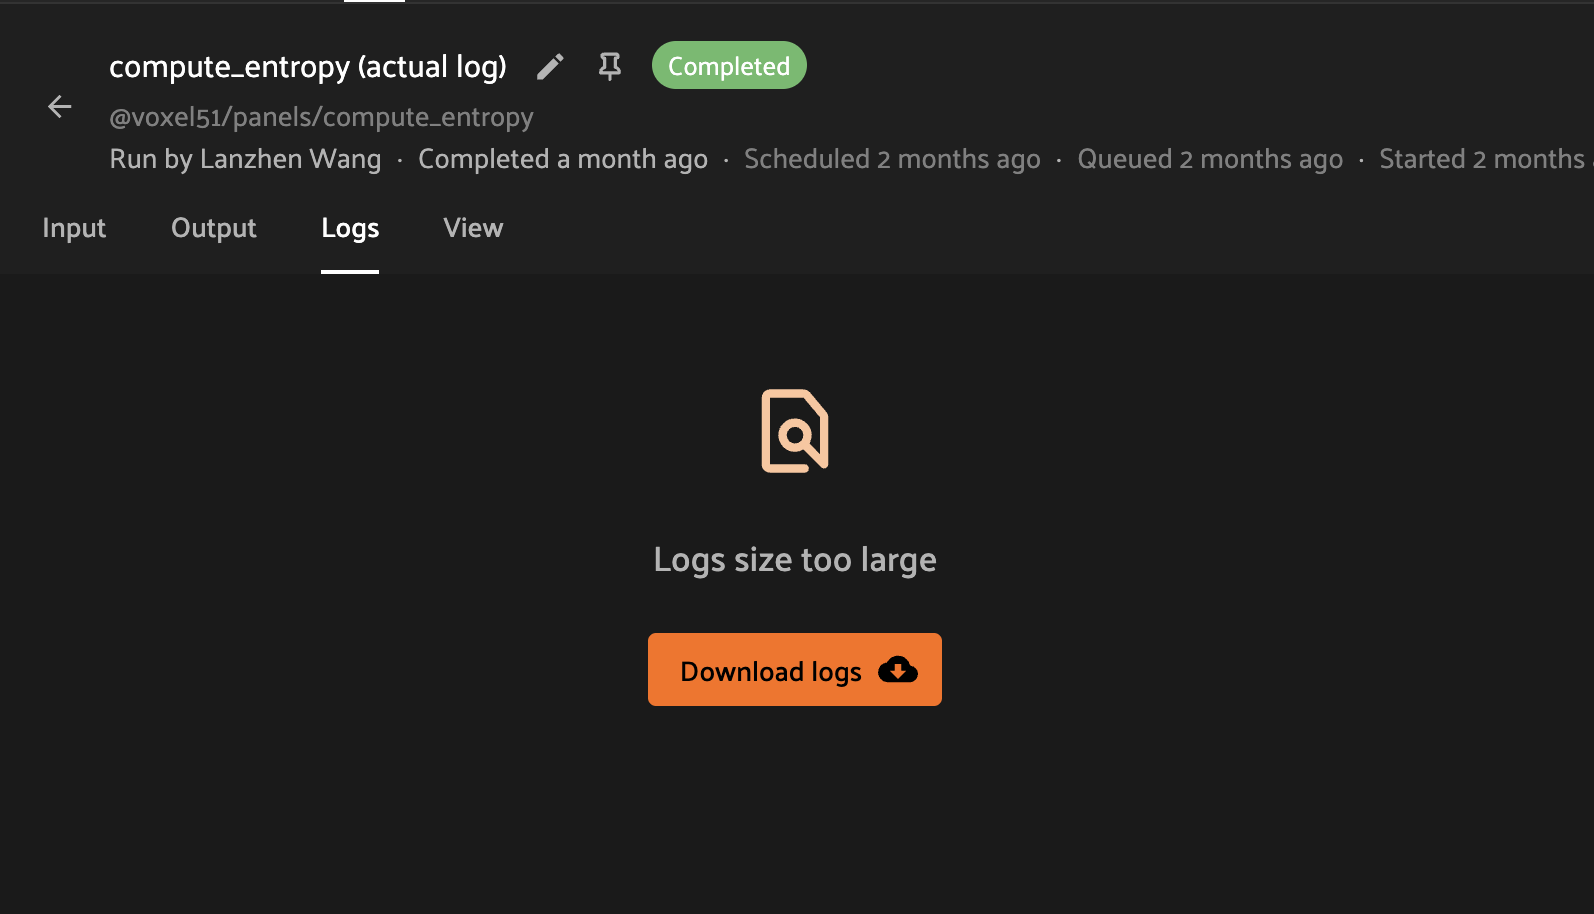 compute_entropy (actual log) Completed
@voxel51/panels/compute_entropy
Run by Lanzhen Wang · Completed a month ago · Scheduled 2 months ago · Queued 2 months ago · Started 2 months
Input Output Logs View
Logs size too large
Download logs